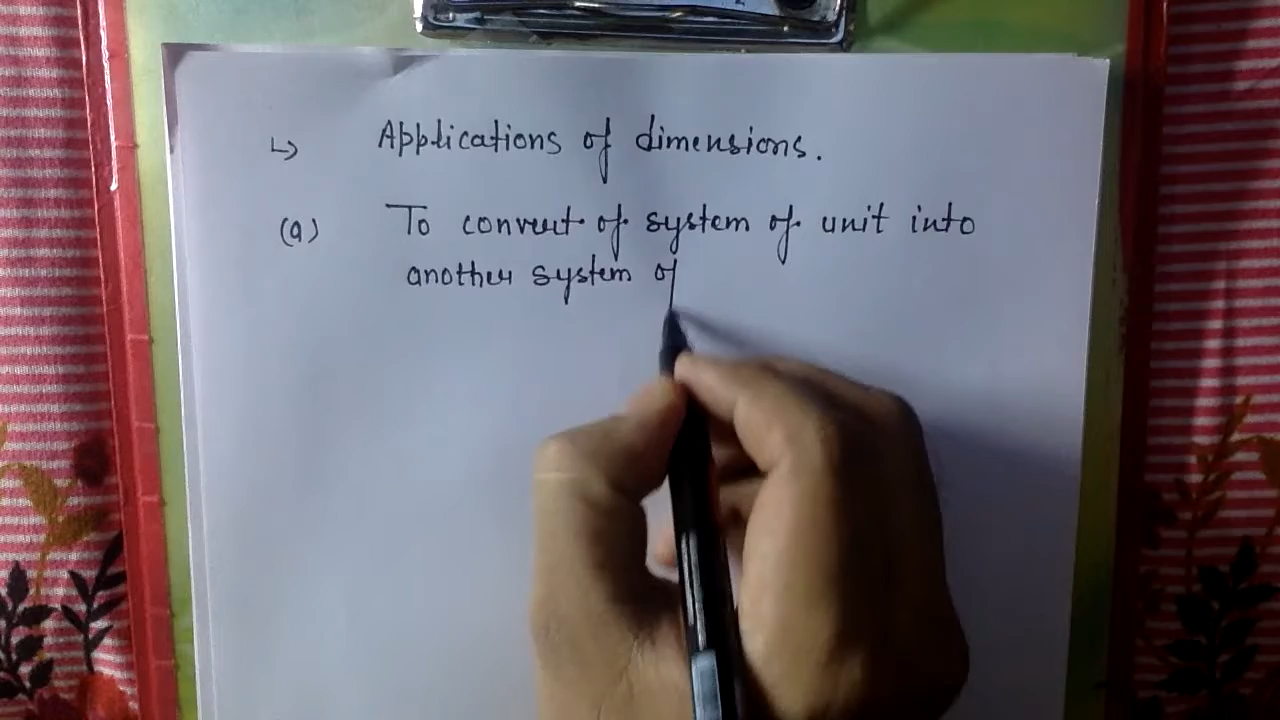 ↳ Applications of dimensions.
(a) To convert of system of unit into
another system of